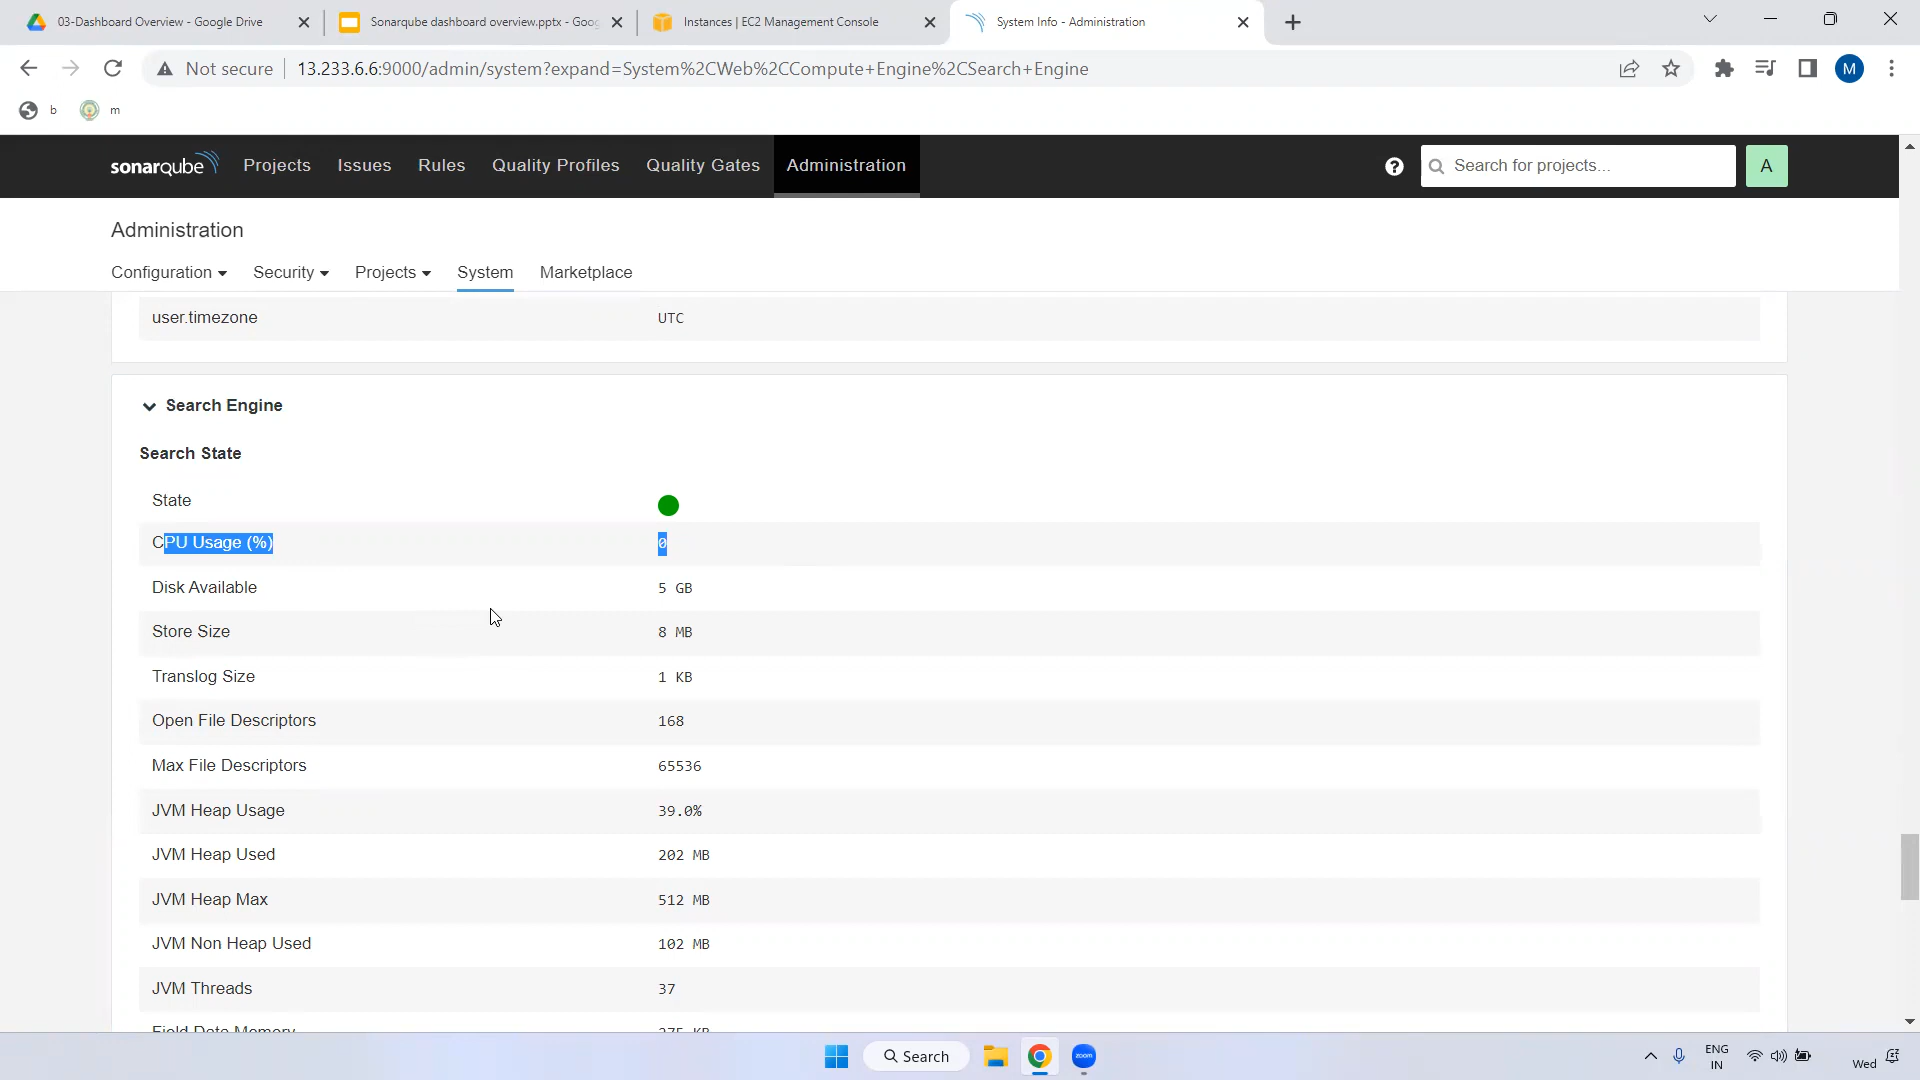 03-Dashboard Overview - Google Drive
Sonarqube dashboard overview.pptx - Goo
Instances | EC2 Management Console
System Info - Administration
Not secure
13.233.6.6:9000/admin/system?expand=System%2CWeb%2CCompute+Engine%2CSearch+Engine
M
b
m
sonarqube
Projects
Issues
Rules
Quality Profiles
Quality Gates
Administration
?
Search for projects...
A
Administration
Configuration
Security
Projects
System
Marketplace
user.timezone UTC
Search Engine
Search State
State
CPU Usage (%) 0
Disk Available 5 GB
Store Size 8 MB
Translog Size 1 KB
Open File Descriptors 168
Max File Descriptors 65536
JVM Heap Usage 39.0%
JVM Heap Used 202 MB
JVM Heap Max 512 MB
JVM Non Heap Used 102 MB
JVM Threads 37
Field Data Memory 275 KB
Search
zoom
ENG
IN
Wed